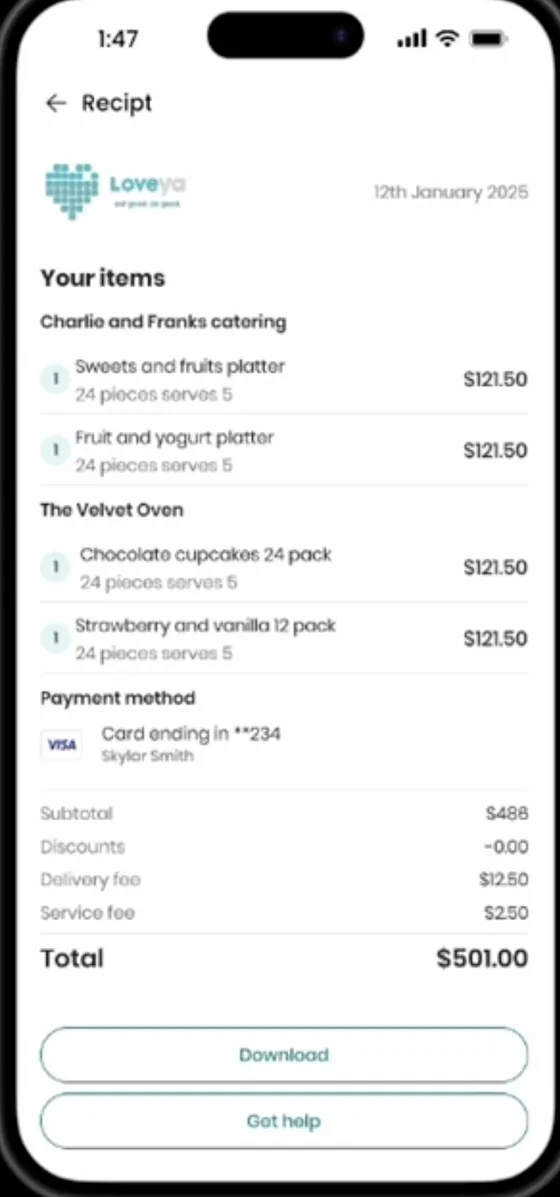 1:47
Recipt
Loveya
12th January 2025
Your items
Charlie and Franks catering
1 Sweets and fruits platter $121.50
24 pieces serves 5
1 Fruit and yogurt platter $121.50
24 pieces serves 5
The Velvet Oven
1 Chocolate cupcakes 24 pack $121.50
24 pieces serves 5
1 Strawberry and vanilla 12 pack $121.50
24 pieces serves 5
Payment method
VISA Card ending in **234
Skylar Smith
Subtotal $486
Discounts -0.00
Delivery fee $12.50
Service fee $2.50
Total $501.00
Download
Get help